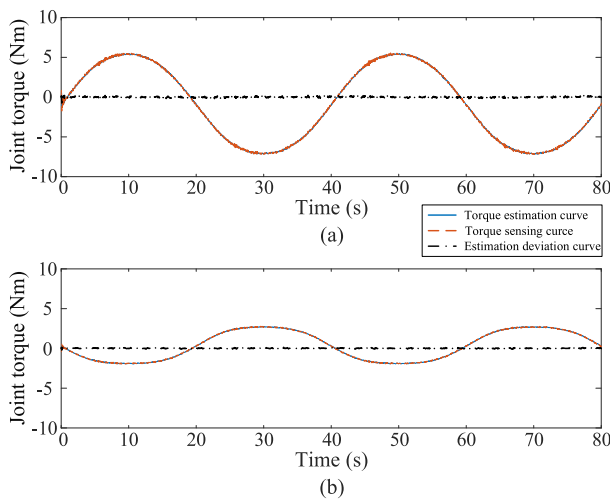 Joint torque (Nm)
10
5
0
-5
-10
0 10 20 30 40 50 60 70 80
Time (s)
(a)
Torque estimation curve
Torque sensing curce
Estimation deviation curve
Joint torque (Nm)
10
5
0
-5
-10
0 10 20 30 40 50 60 70 80
Time (s)
(b)